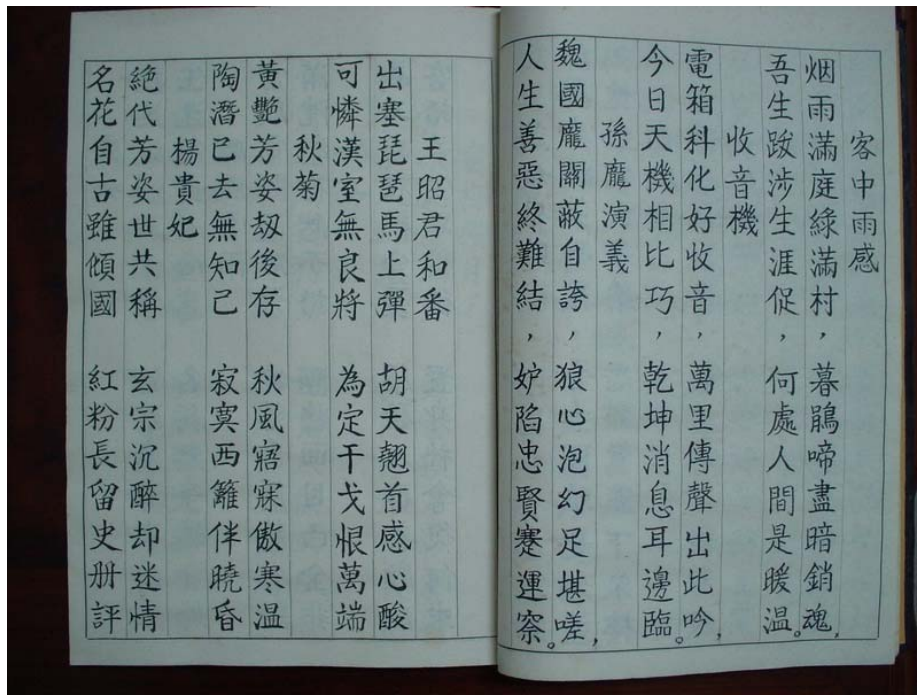 客中雨感
烟雨滿庭綠滿村，暮鵑啼盡暗銷魂，
吾生跋涉生涯促，何處人間是暖温。
收音機
電箱科化好收音，萬里傳聲出此吟，
今日天機相比巧，乾坤消息耳邊臨。
孫龐演義
魏國龐關蔽自誇，狼心泡幻足堪嗟，
人生善惡終難結，妒陷忠賢蹇運察。
王昭君和番
出塞琵琶馬上彈 胡天翹首感心酸
可憐漢室無良將 為定干戈恨萬端
秋菊
黃艷芳姿劫後存 秋風寤寐傲寒温
陶潛已去無知己 寂寞西籬伴曉昏
楊貴妃
絕代芳姿世共稱 玄宗沉醉却迷情
名花自古雖傾國 紅粉長留史册評